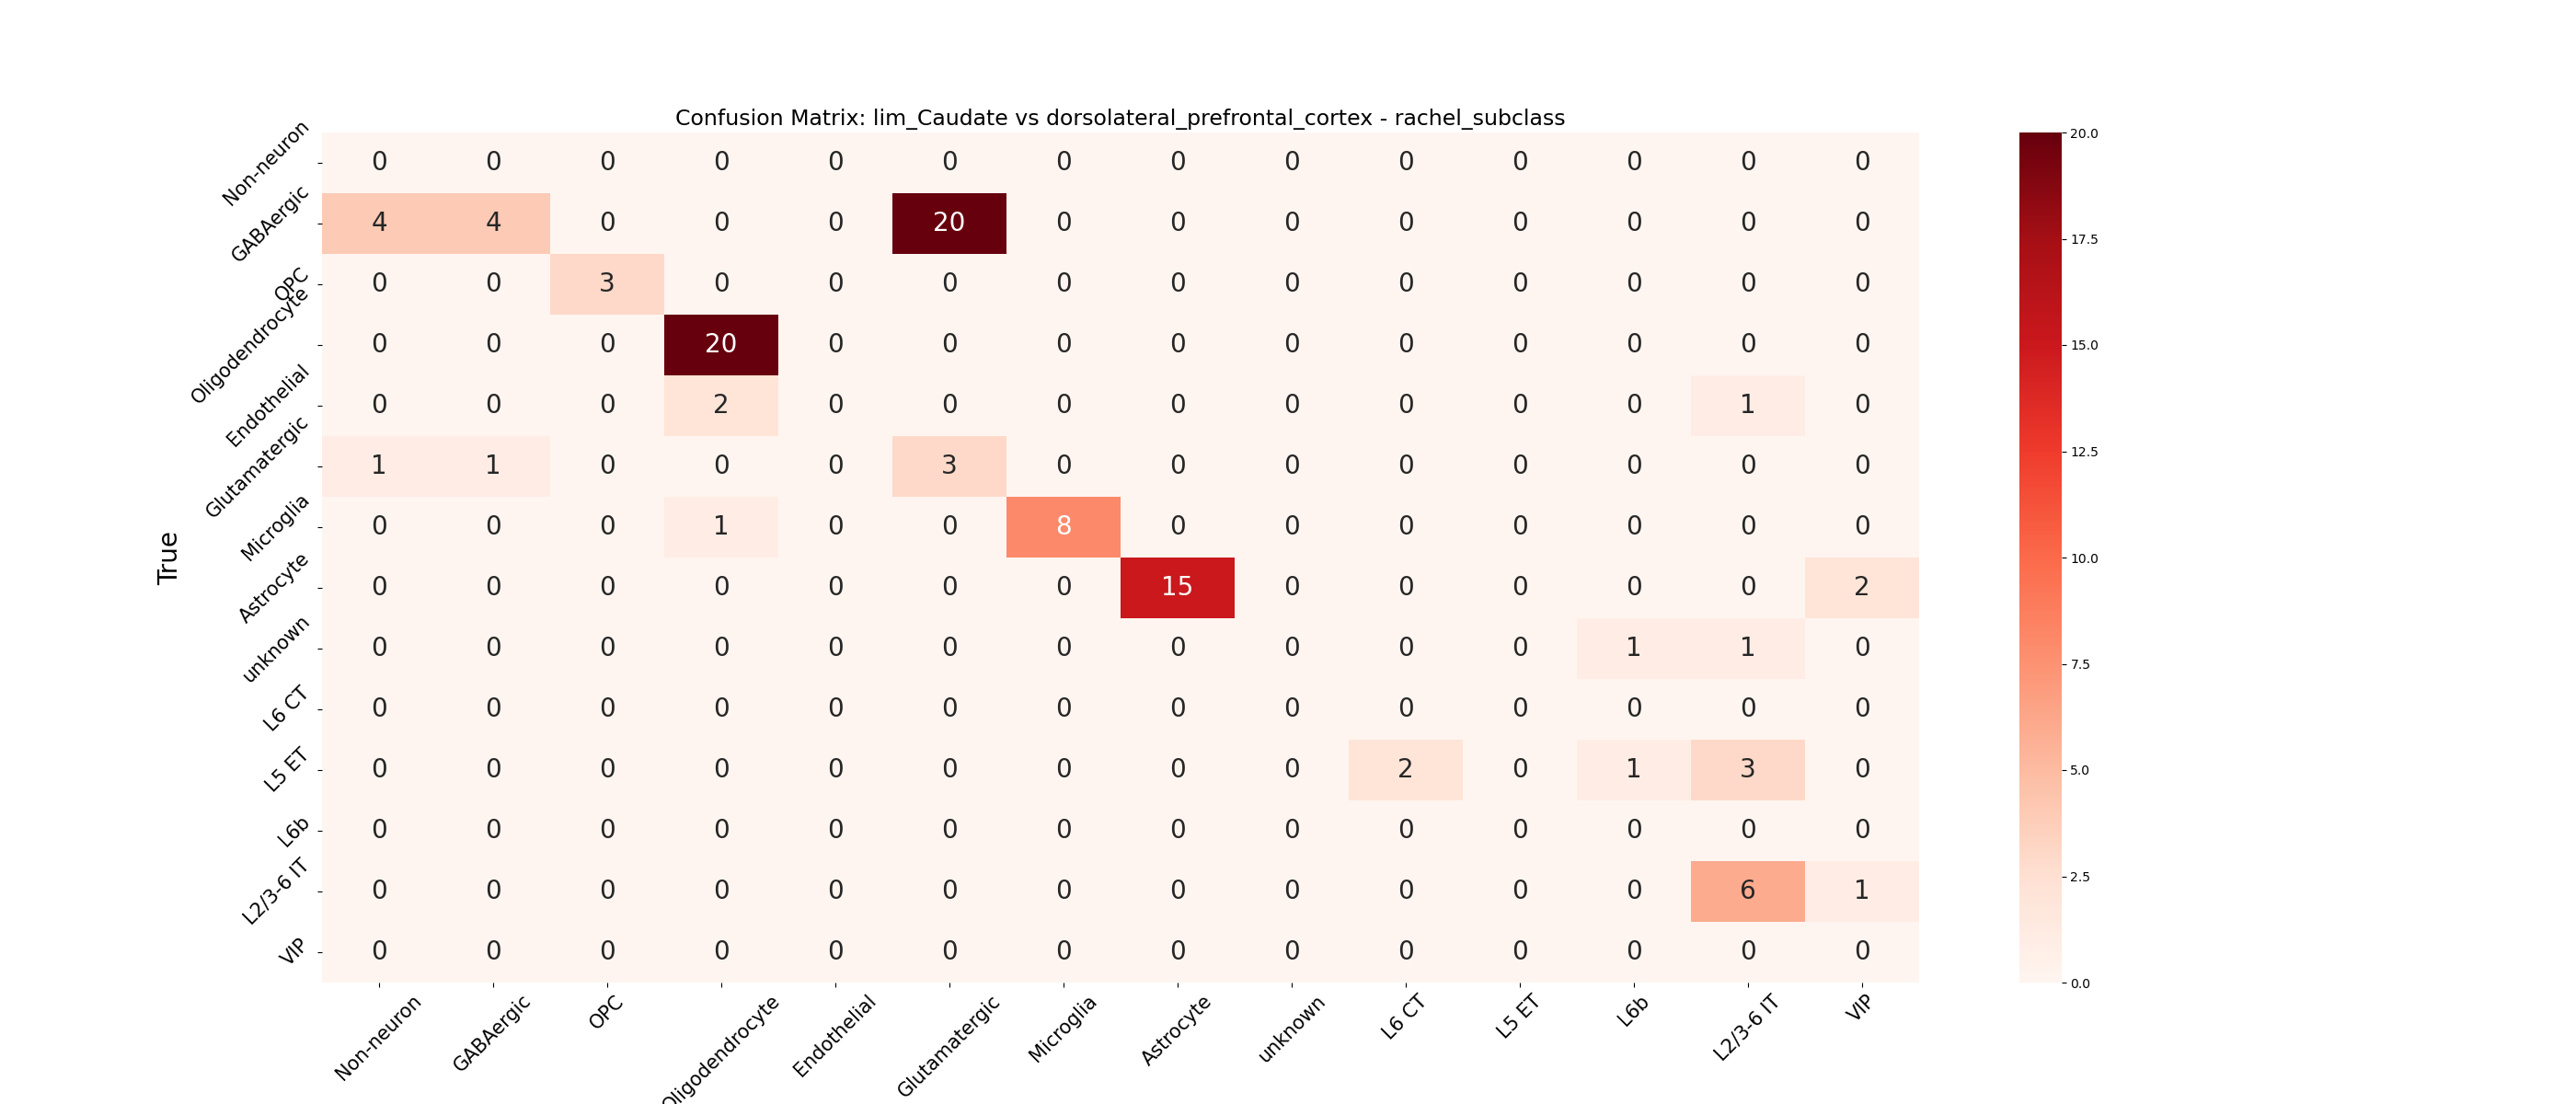 Confusion Matrix: lim_Caudate vs dorsolateral_prefrontal_cortex - rachel_subclass
True
Non-neuron 0 0 0 0 0 0 0 0 0 0 0 0 0 0
GABAergic 4 4 0 0 0 20 0 0 0 0 0 0 0 0
OPC 0 0 3 0 0 0 0 0 0 0 0 0 0 0
Oligodendrocyte 0 0 0 20 0 0 0 0 0 0 0 0 0 0
Endothelial 0 0 0 2 0 0 0 0 0 0 0 0 1 0
Glutamatergic 1 1 0 0 0 3 0 0 0 0 0 0 0 0
Microglia 0 0 0 1 0 0 8 0 0 0 0 0 0 0
Astrocyte 0 0 0 0 0 0 0 15 0 0 0 0 0 2
unknown 0 0 0 0 0 0 0 0 0 0 0 1 1 0
L6 CT 0 0 0 0 0 0 0 0 0 0 0 0 0 0
L5 ET 0 0 0 0 0 0 0 0 0 2 0 1 3 0
L6b 0 0 0 0 0 0 0 0 0 0 0 0 0 0
L2/3-6 IT 0 0 0 0 0 0 0 0 0 0 0 0 6 1
VIP 0 0 0 0 0 0 0 0 0 0 0 0 0 0
Non-neuron GABAergic OPC Oligodendrocyte Endothelial Glutamatergic Microglia Astrocyte unknown L6 CT L5 ET L6b L2/3-6 IT VIP
20.0
17.5
15.0
12.5
10.0
7.5
5.0
2.5
0.0